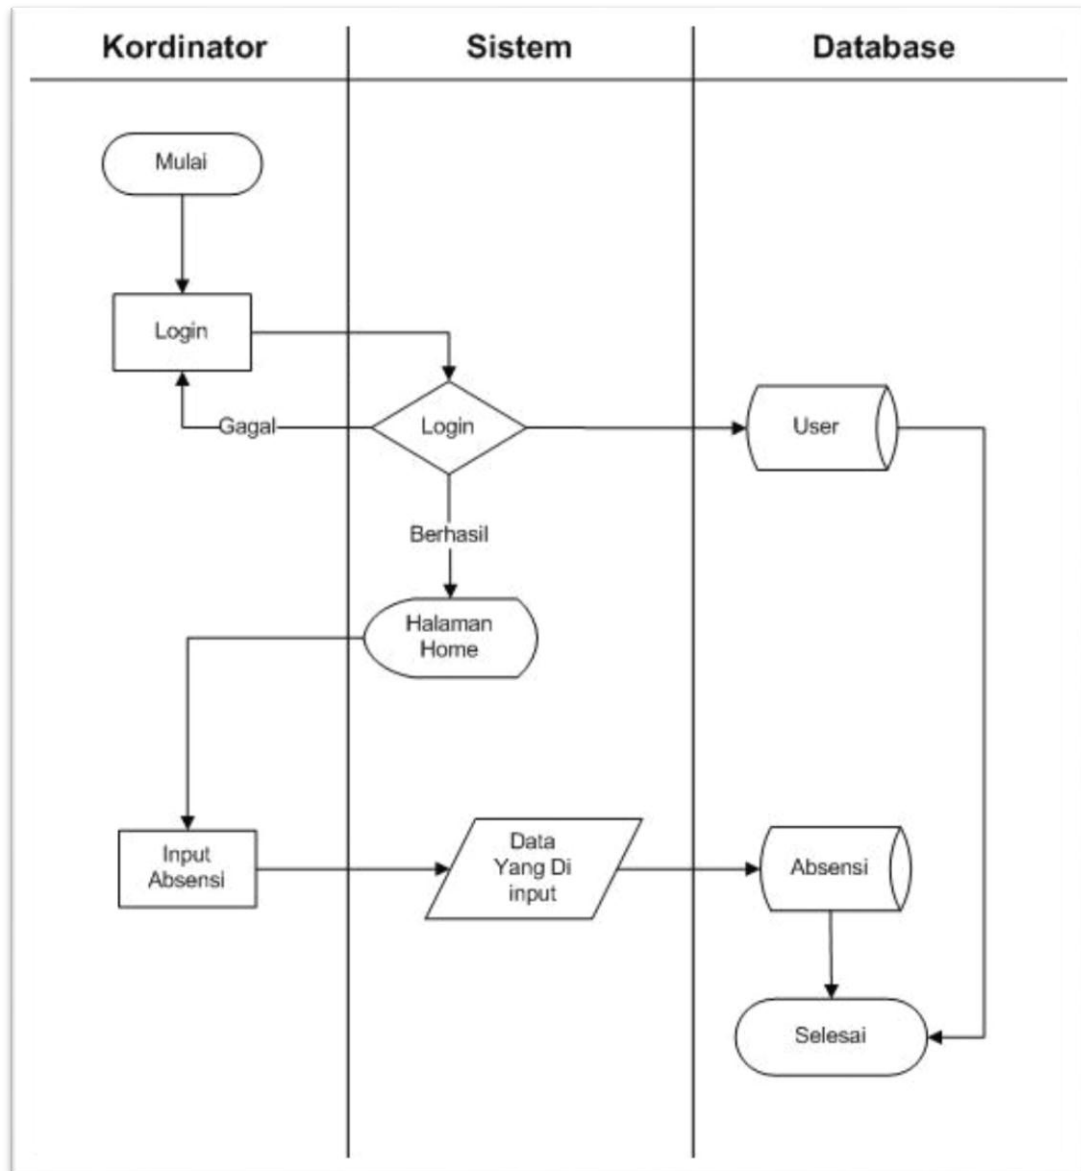 Kordinator
Sistem
Database
Mulai
Login
Gagal
Login
User
Berhasil
Halaman
Home
Input
Absensi
Data
Yang Di
input
Absensi
Selesai